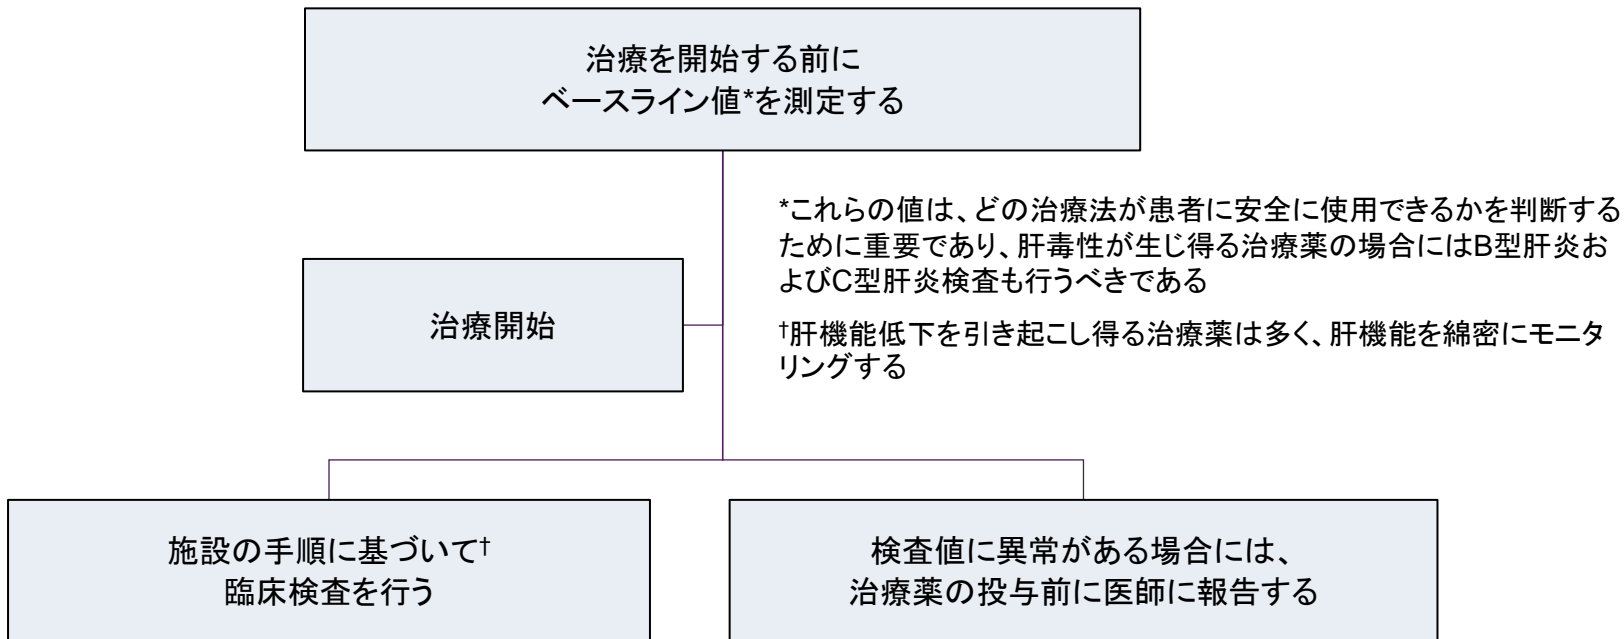 治療を開始する前に
ベースライン値*を測定する
*これらの値は、どの治療法が患者に安全に使用できるかを判断する
ために重要であり、肝毒性が生じ得る治療薬の場合にはB型肝炎お
よびC型肝炎検査も行うべきである
治療開始
†肝機能低下を引き起こし得る治療薬は多く、肝機能を綿密にモニタ
リングする
施設の手順に基づいて†
臨床検査を行う
検査値に異常がある場合には、
治療薬の投与前に医師に報告する